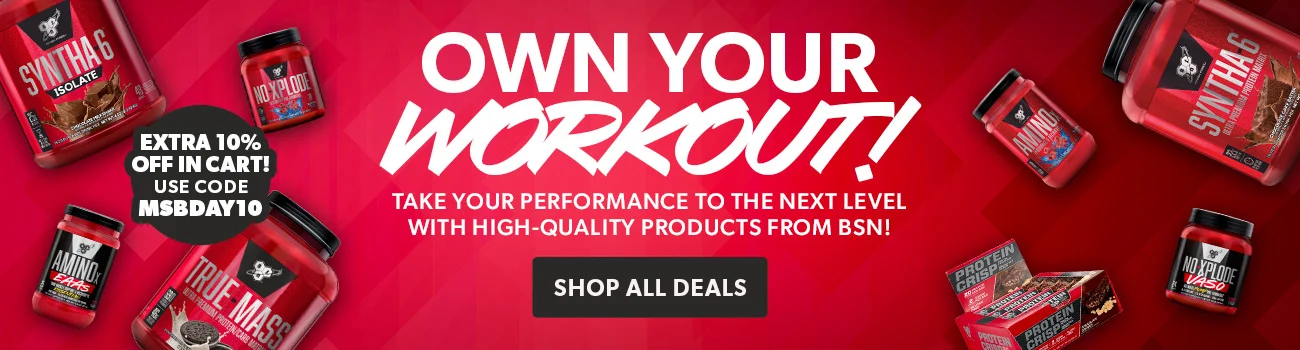 OWN YOUR
WORKOUT!
TAKE YOUR PERFORMANCE TO THE NEXT LEVEL
WITH HIGH-QUALITY PRODUCTS FROM BSN!
SHOP ALL DEALS
EXTRA 10%
OFF IN CART!
USE CODE
MSBDAY10
SYNTHA-6
ISOLATE
NO-XPLODE
AMINOx
EAAs
TRUE-MASS
AMINOx
SYNTHA-6
PROTEIN
CRISP
PROTEIN
CRISP
NO XPLODE
VASO